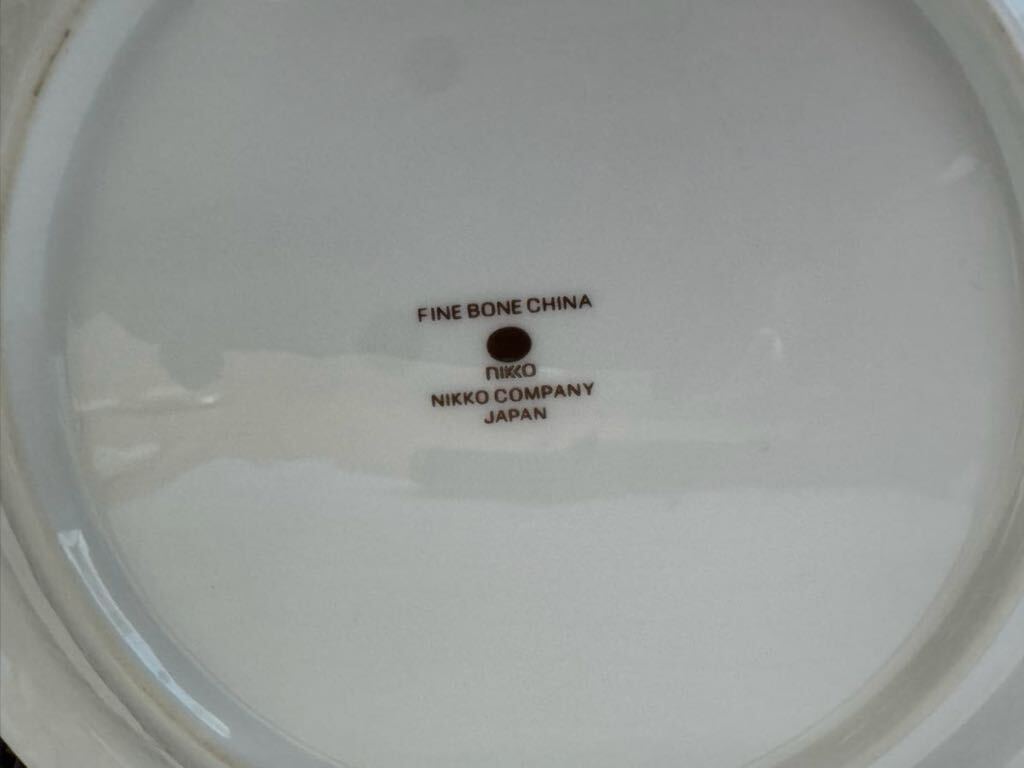 FINE BONE CHINA
nikko
NIKKO COMPANY
JAPAN